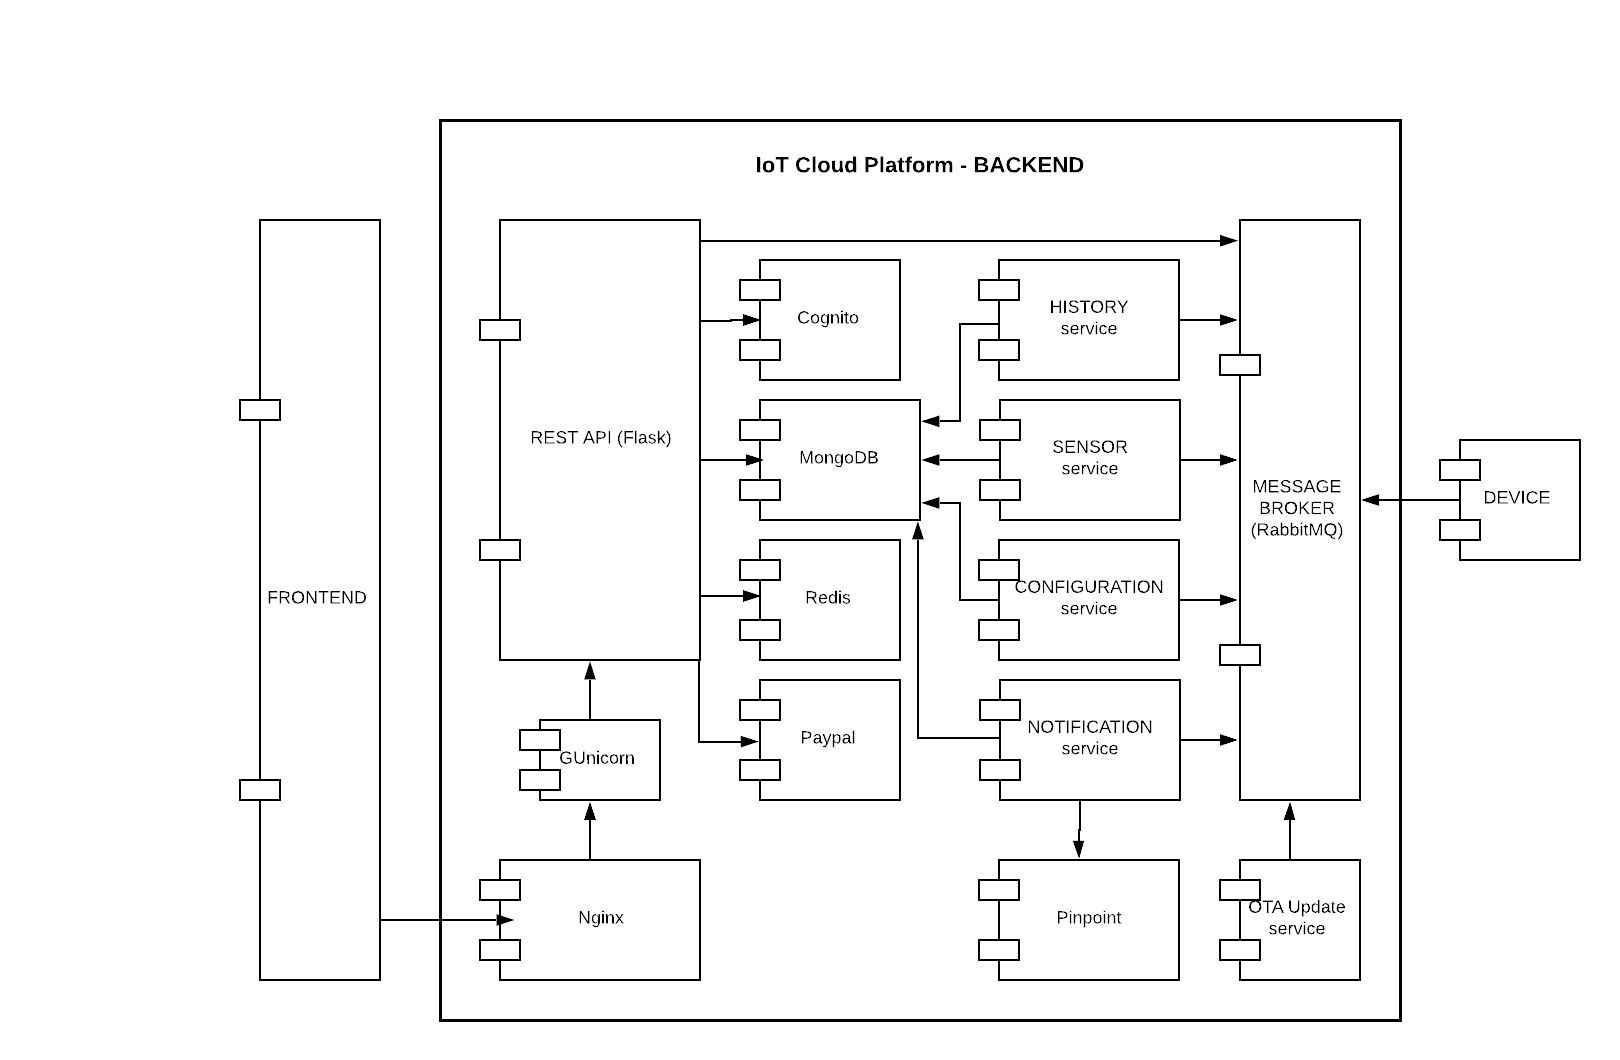 IoT Cloud Platform - BACKEND
FRONTEND
REST API (Flask)
Cognito
MongoDB
Redis
Paypal
HISTORY
service
SENSOR
service
CONFIGURATION
service
NOTIFICATION
service
MESSAGE
BROKER
(RabbitMQ)
DEVICE
GUnicorn
Nginx
Pinpoint
OTA Update
service